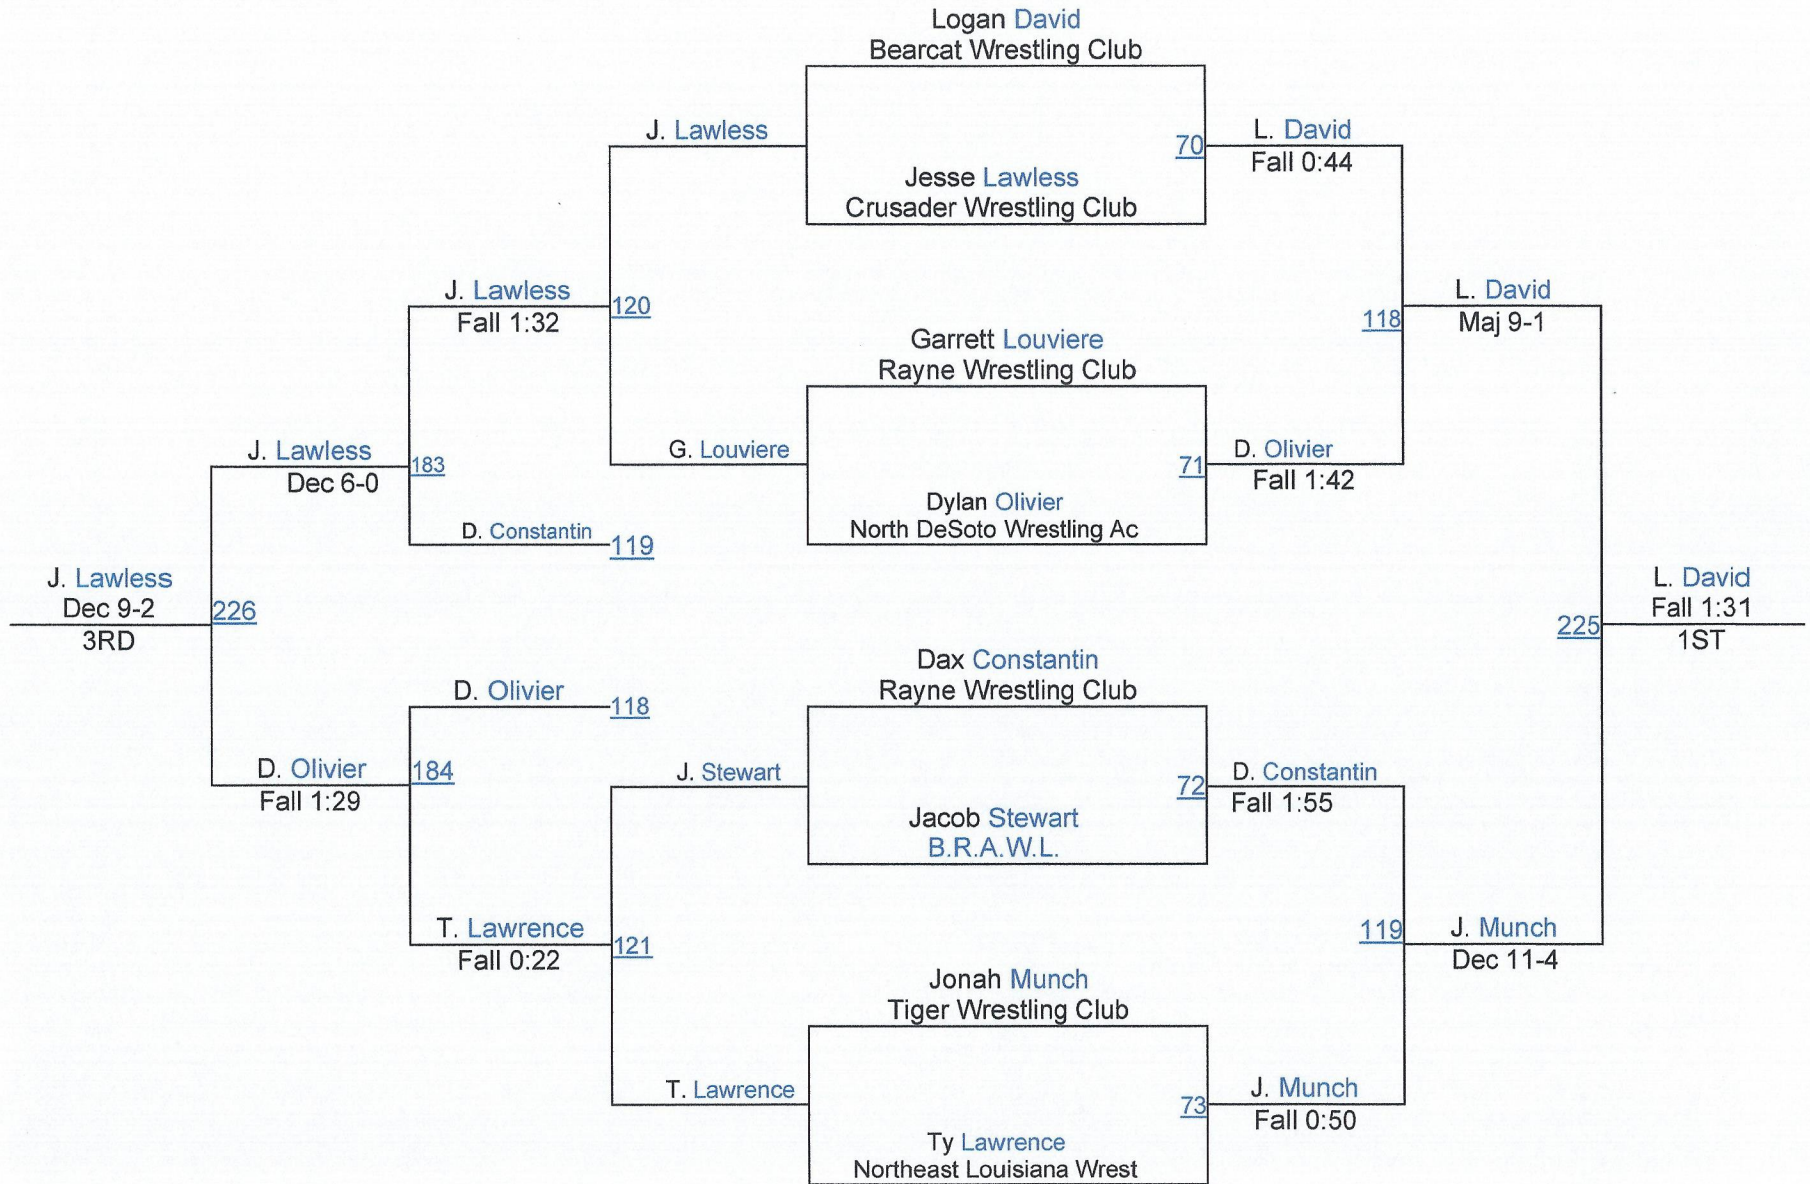 Logan David
Bearcat Wrestling Club
J. Lawless
70
L. David
Fall 0:44
Jesse Lawless
Crusader Wrestling Club
J. Lawless
Fall 1:32
120
L. David
Maj 9-1
118
Garrett Louviere
Rayne Wrestling Club
J. Lawless
Dec 6-0
183
G. Louviere
71
D. Olivier
Fall 1:42
Dylan Olivier
North DeSoto Wrestling Ac
D. Constantin
119
J. Lawless
Dec 9-2
3RD
226
225
L. David
Fall 1:31
1ST
Dax Constantin
Rayne Wrestling Club
D. Olivier
118
D. Olivier
Fall 1:29
184
J. Stewart
72
D. Constantin
Fall 1:55
Jacob Stewart
B.R.A.W.L.
T. Lawrence
Fall 0:22
121
119
J. Munch
Dec 11-4
Jonah Munch
Tiger Wrestling Club
T. Lawrence
73
J. Munch
Fall 0:50
Ty Lawrence
Northeast Louisiana Wrest